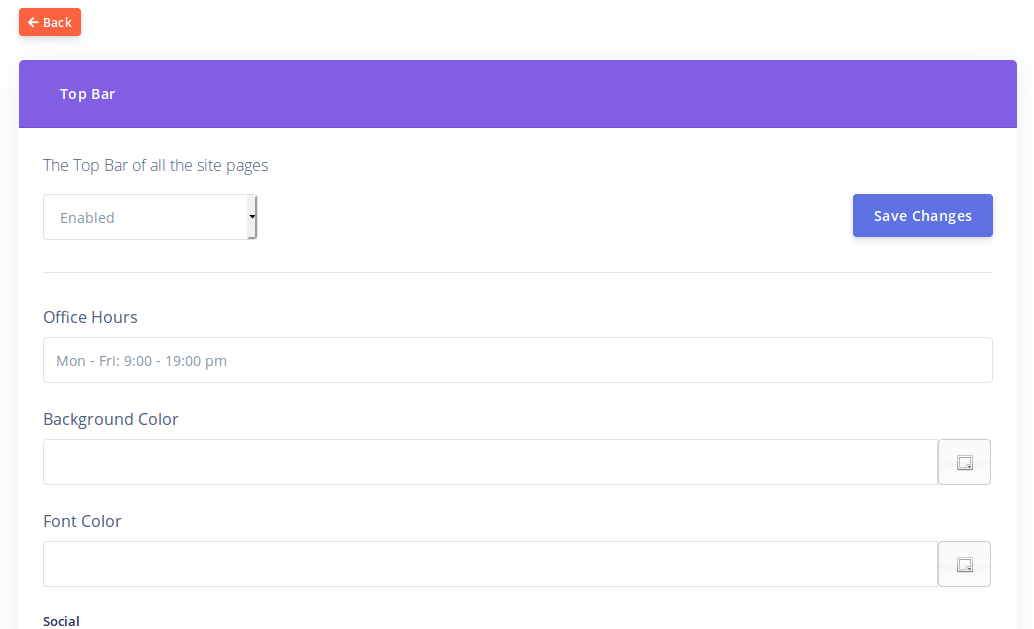 Back
Top Bar
The Top Bar of all the site pages
Enabled
Save Changes
Office Hours
Mon - Fri: 9:00 - 19:00 pm
Background Color
Font Color
Social